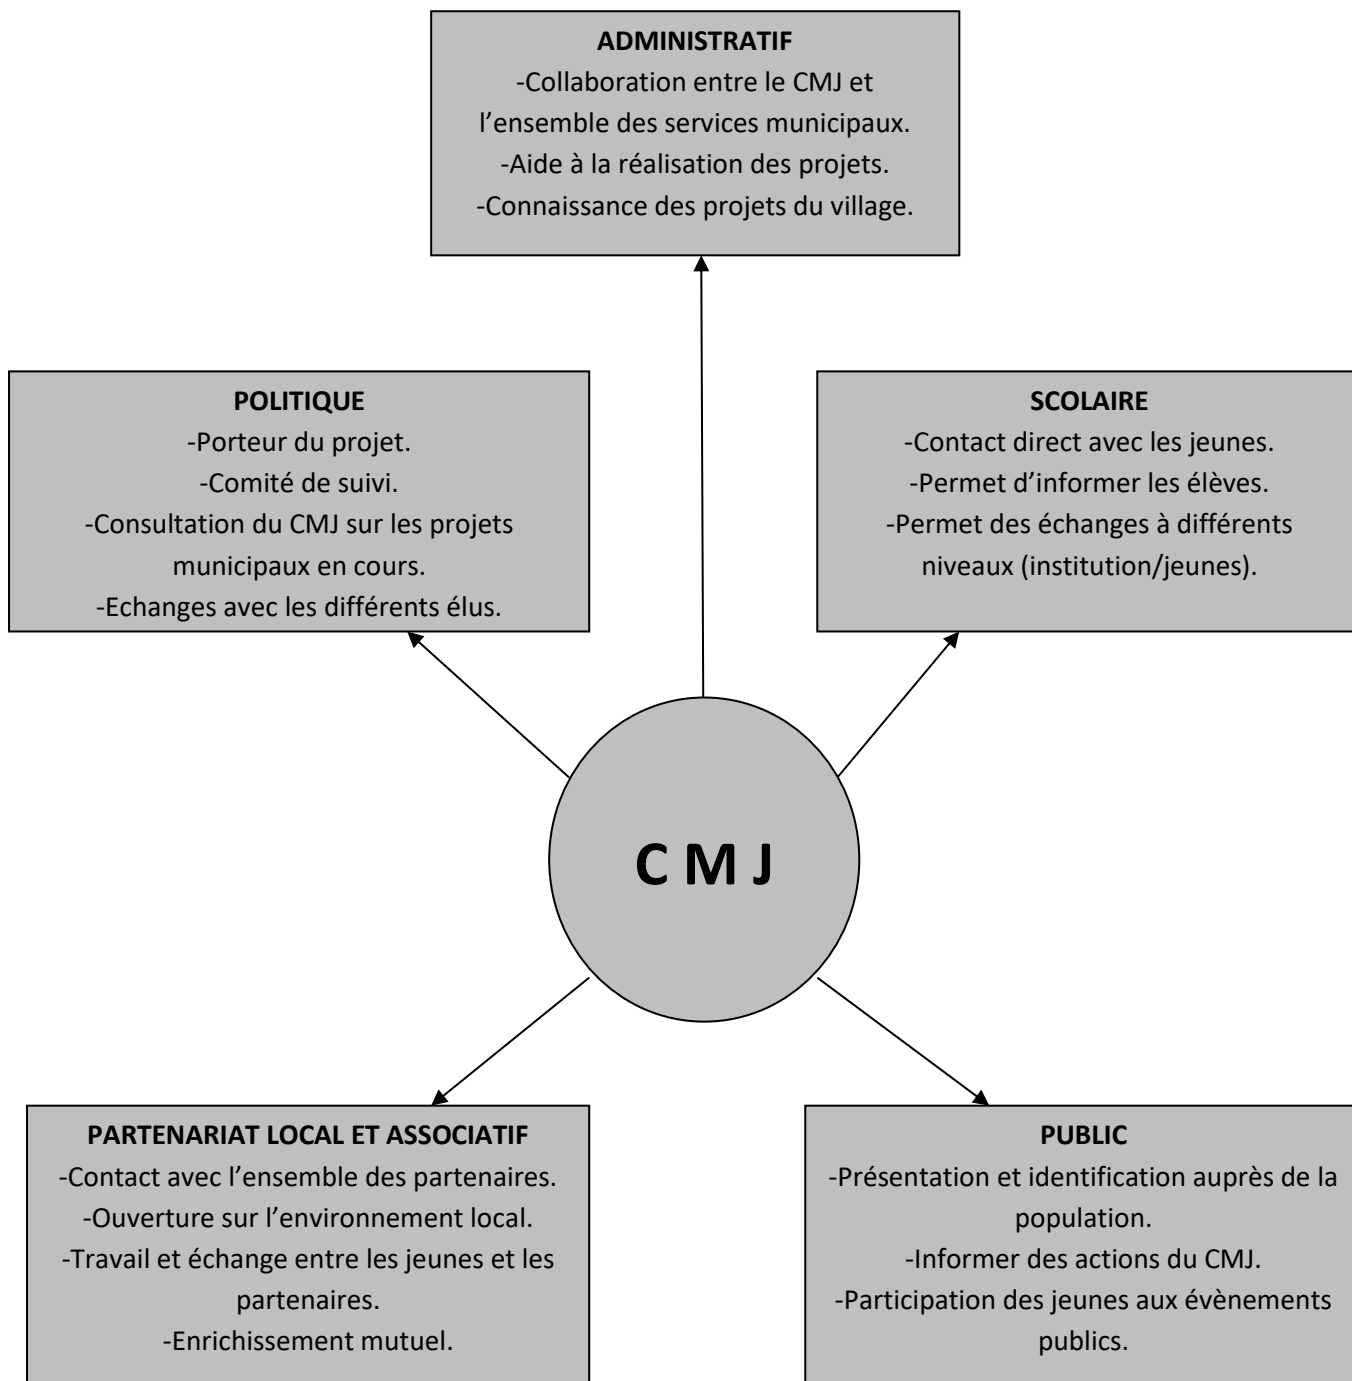 ADMINISTRATIF
-Collaboration entre le CMJ et
l’ensemble des services municipaux.
-Aide à la réalisation des projets.
-Connaissance des projets du village.
POLITIQUE
-Porteur du projet.
-Comité de suivi.
-Consultation du CMJ sur les projets
municipaux en cours.
-Echanges avec les différents élus.
SCOLAIRE
-Contact direct avec les jeunes.
-Permet d’informer les élèves.
-Permet des échanges à différents
niveaux (institution/jeunes).
C M J
PARTENARIAT LOCAL ET ASSOCIATIF
-Contact avec l’ensemble des partenaires.
-Ouverture sur l’environnement local.
-Travail et échange entre les jeunes et les
partenaires.
-Enrichissement mutuel.
PUBLIC
-Présentation et identification auprès de la
population.
-Informer des actions du CMJ.
-Participation des jeunes aux évènements
publics.